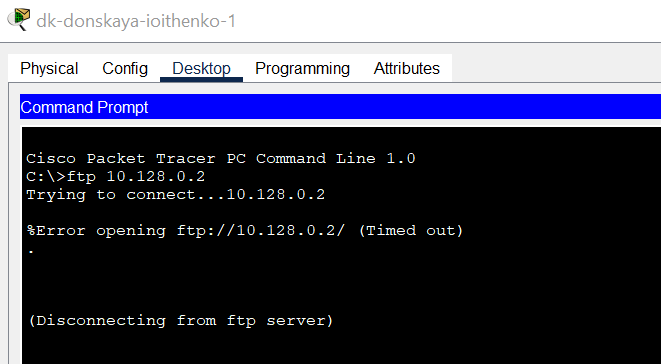 dk-donskaya-ioithenko-1
Physical Config Desktop Programming Attributes
Command Prompt
Cisco Packet Tracer PC Command Line 1.0
C:\>ftp 10.128.0.2
Trying to connect...10.128.0.2
%Error opening ftp://10.128.0.2/ (Timed out)
.
(Disconnecting from ftp server)